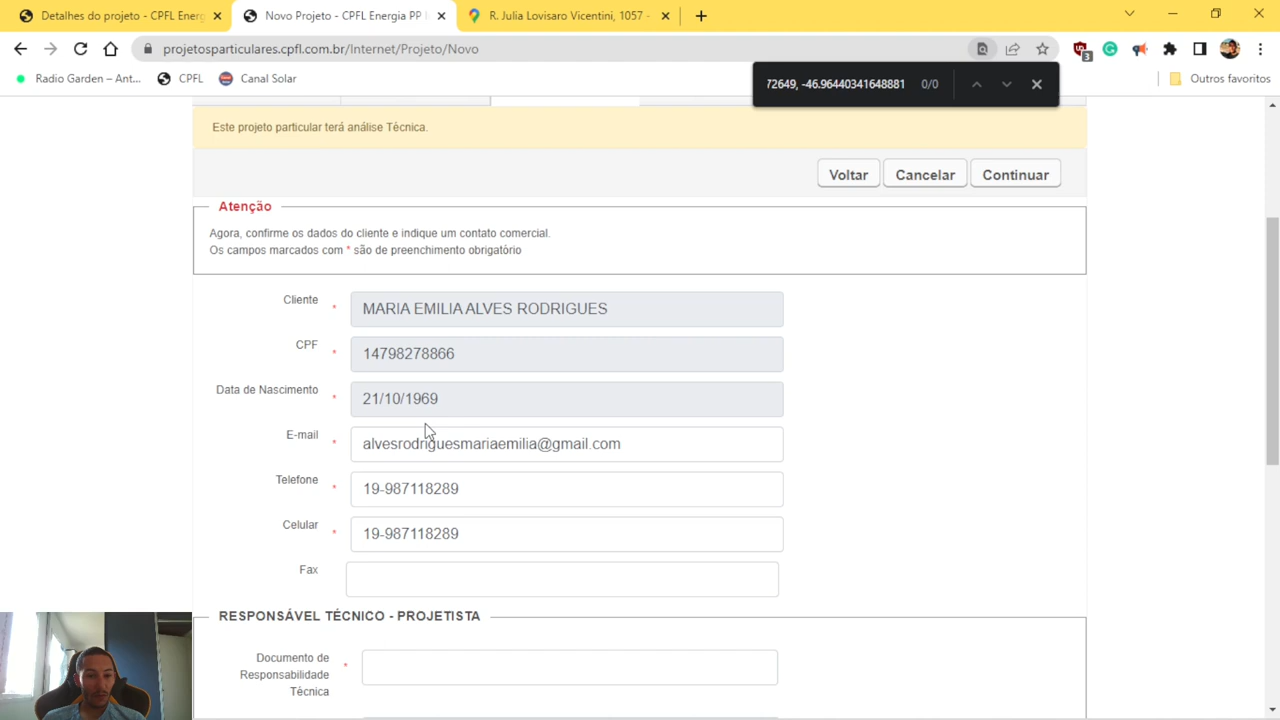 Detalhes do projeto - CPFL Energ
Novo Projeto - CPFL Energia PP I
R. Julia Lovisaro Vicentini, 1057 -
projetosparticulares.cpfl.com.br/Internet/Projeto/Novo
3
Radio Garden – Ant...
CPFL
Canal Solar
72649, -46.96440341648881
0/0
Outros favoritos
Este projeto particular terá análise Técnica.
Voltar
Cancelar
Continuar
Atenção
Agora, confirme os dados do cliente e indique um contato comercial.
Os campos marcados com * são de preenchimento obrigatório
Cliente * MARIA EMILIA ALVES RODRIGUES
CPF * 14798278866
Data de Nascimento * 21/10/1969
E-mail * alvesrodriguesmariaemilia@gmail.com
Telefone * 19-987118289
Celular * 19-987118289
Fax
RESPONSÁVEL TÉCNICO - PROJETISTA
Documento de
Responsabilidade *
Técnica